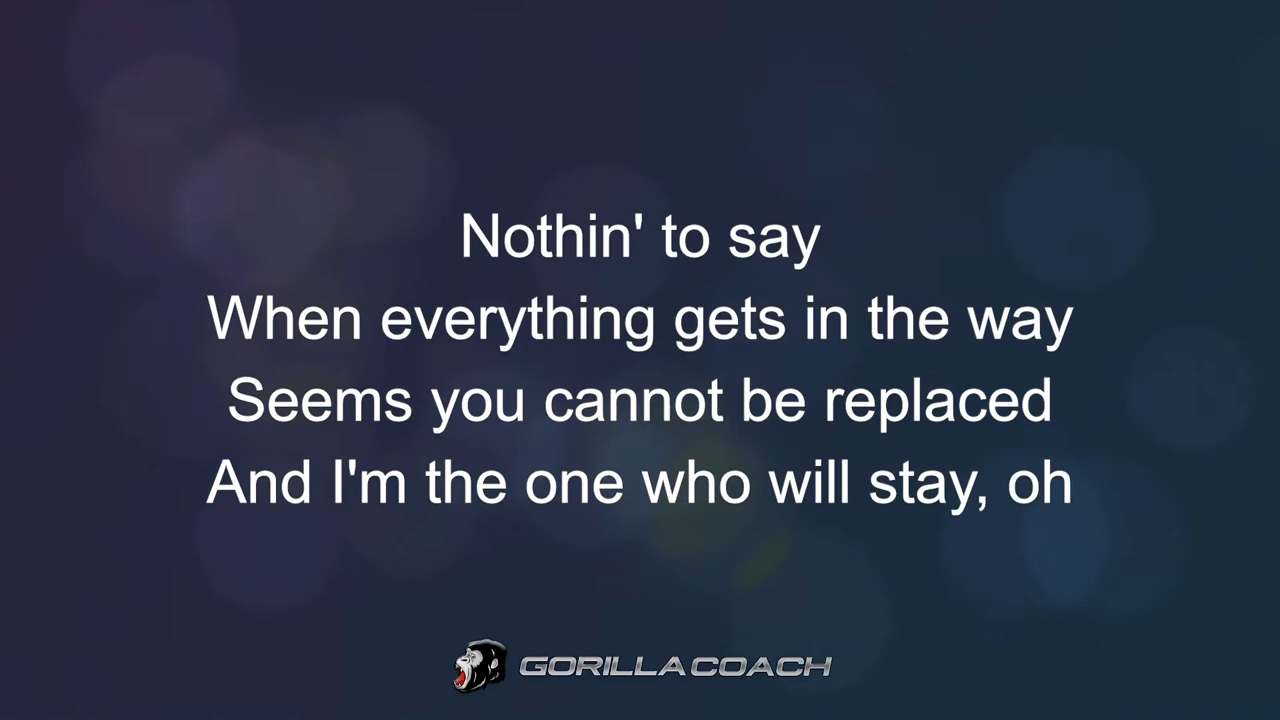 Nothin' to say
When everything gets in the way
Seems you cannot be replaced
And I'm the one who will stay, oh
GORILLACOACH